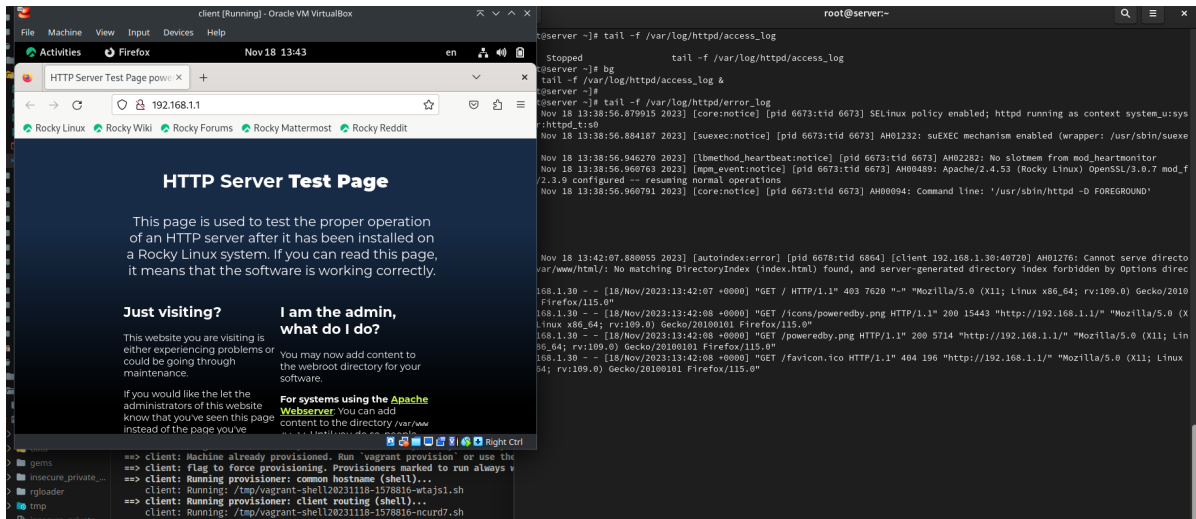 client [Running] - Oracle VM VirtualBox
File Machine View Input Devices Help
Activities Firefox Nov 18 13:43 en
HTTP Server Test Page powe
192.168.1.1
Rocky Linux Rocky Wiki Rocky Forums Rocky Mattermost Rocky Reddit
HTTP Server Test Page
This page is used to test the proper operation
of an HTTP server after it has been installed on
a Rocky Linux system. If you can read this page,
it means that the software is working correctly.
Just visiting?
This website you are visiting is
either experiencing problems or
could be going through
maintenance.
If you would like the let the
administrators of this website
know that you've seen this page
instead of the page you've
I am the admin,
what do I do?
You may now add content to
the webroot directory for your
software.
For systems using the Apache
Webserver: You can add
content to the directory /var/www
Right Ctrl
gems
insecure_private_...
rgloader
tmp
==> client: Machine already provisioned. Run `vagrant provision` or use the
==> client: flag to force provisioning. Provisioners marked to run always w
==> client: Running provisioner: common hostname (shell)...
client: Running: /tmp/vagrant-shell20231118-1578816-wtajs1.sh
==> client: Running provisioner: client routing (shell)...
client: Running: /tmp/vagrant-shell20231118-1578816-ncurd7.sh
root@server:~
t@server ~]# tail -f /var/log/httpd/access_log
Stopped tail -f /var/log/httpd/access_log
t@server ~]# bg
tail -f /var/log/httpd/access_log &
t@server ~]#
t@server ~]# tail -f /var/log/httpd/error_log
Nov 18 13:38:56.879915 2023] [core:notice] [pid 6673:tid 6673] SELinux policy enabled; httpd running as context system_u:sys
r:httpd_t:s0
Nov 18 13:38:56.884187 2023] [suexec:notice] [pid 6673:tid 6673] AH01232: suEXEC mechanism enabled (wrapper: /usr/sbin/suexe
Nov 18 13:38:56.946270 2023] [lbmethod_heartbeat:notice] [pid 6673:tid 6673] AH02282: No slotmem from mod_heartmonitor
Nov 18 13:38:56.960763 2023] [mpm_event:notice] [pid 6673:tid 6673] AH00489: Apache/2.4.53 (Rocky Linux) OpenSSL/3.0.7 mod_f
/2.3.9 configured -- resuming normal operations
Nov 18 13:38:56.960791 2023] [core:notice] [pid 6673:tid 6673] AH00094: Command line: '/usr/sbin/httpd -D FOREGROUND'
Nov 18 13:42:07.880055 2023] [autoindex:error] [pid 6678:tid 6864] [client 192.168.1.30:40720] AH01276: Cannot serve directo
var/www/html/: No matching DirectoryIndex (index.html) found, and server-generated directory index forbidden by Options direc
168.1.30 - - [18/Nov/2023:13:42:07 +0000] "GET / HTTP/1.1" 403 7620 "-" "Mozilla/5.0 (X11; Linux x86_64; rv:109.0) Gecko/2010
Firefox/115.0"
168.1.30 - - [18/Nov/2023:13:42:08 +0000] "GET /icons/poweredby.png HTTP/1.1" 200 15443 "http://192.168.1.1/" "Mozilla/5.0 (X
Linux x86_64; rv:109.0) Gecko/20100101 Firefox/115.0"
168.1.30 - - [18/Nov/2023:13:42:08 +0000] "GET /poweredby.png HTTP/1.1" 200 5714 "http://192.168.1.1/" "Mozilla/5.0 (X11; Lin
86_64; rv:109.0) Gecko/20100101 Firefox/115.0"
168.1.30 - - [18/Nov/2023:13:42:08 +0000] "GET /favicon.ico HTTP/1.1" 404 196 "http://192.168.1.1/" "Mozilla/5.0 (X11; Linux
64; rv:109.0) Gecko/20100101 Firefox/115.0"